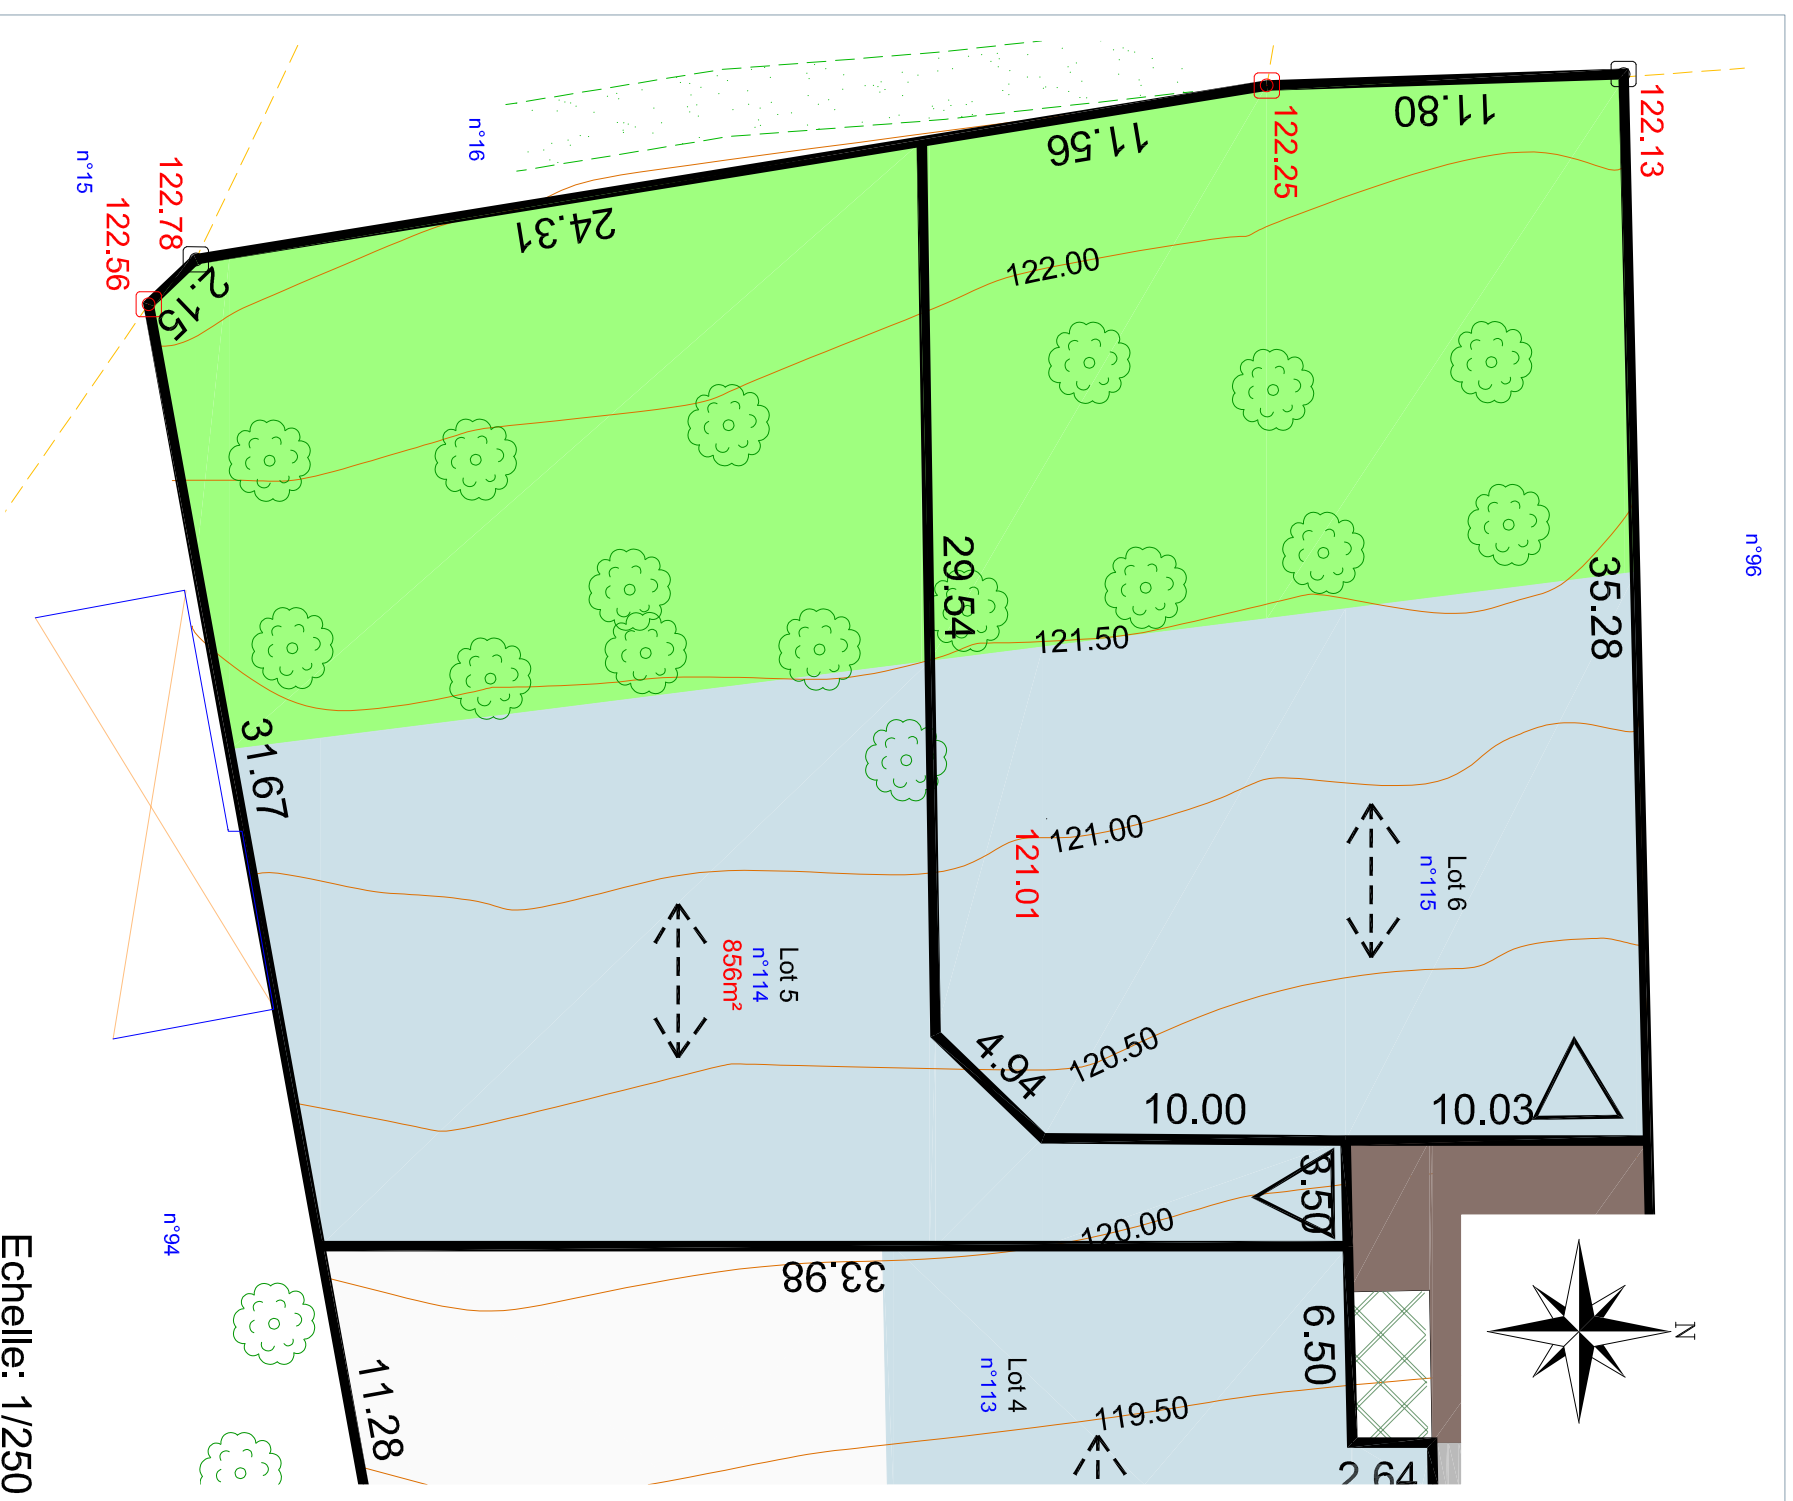 122.13
11.80
122.25
11.56
n°16
n°15
122.78
122.56
2.15
24.31
122.00
29.54
35.28
n°96
121.50
31.67
121.00
121.01
Lot 6
n°115
Lot 5
n°114
856m²
4.94
120.50
10.00
10.03
3.50
120.00
33.98
n°94
6.50
N
Lot 4
n°113
119.50
11.28
2.64
Echelle: 1/250